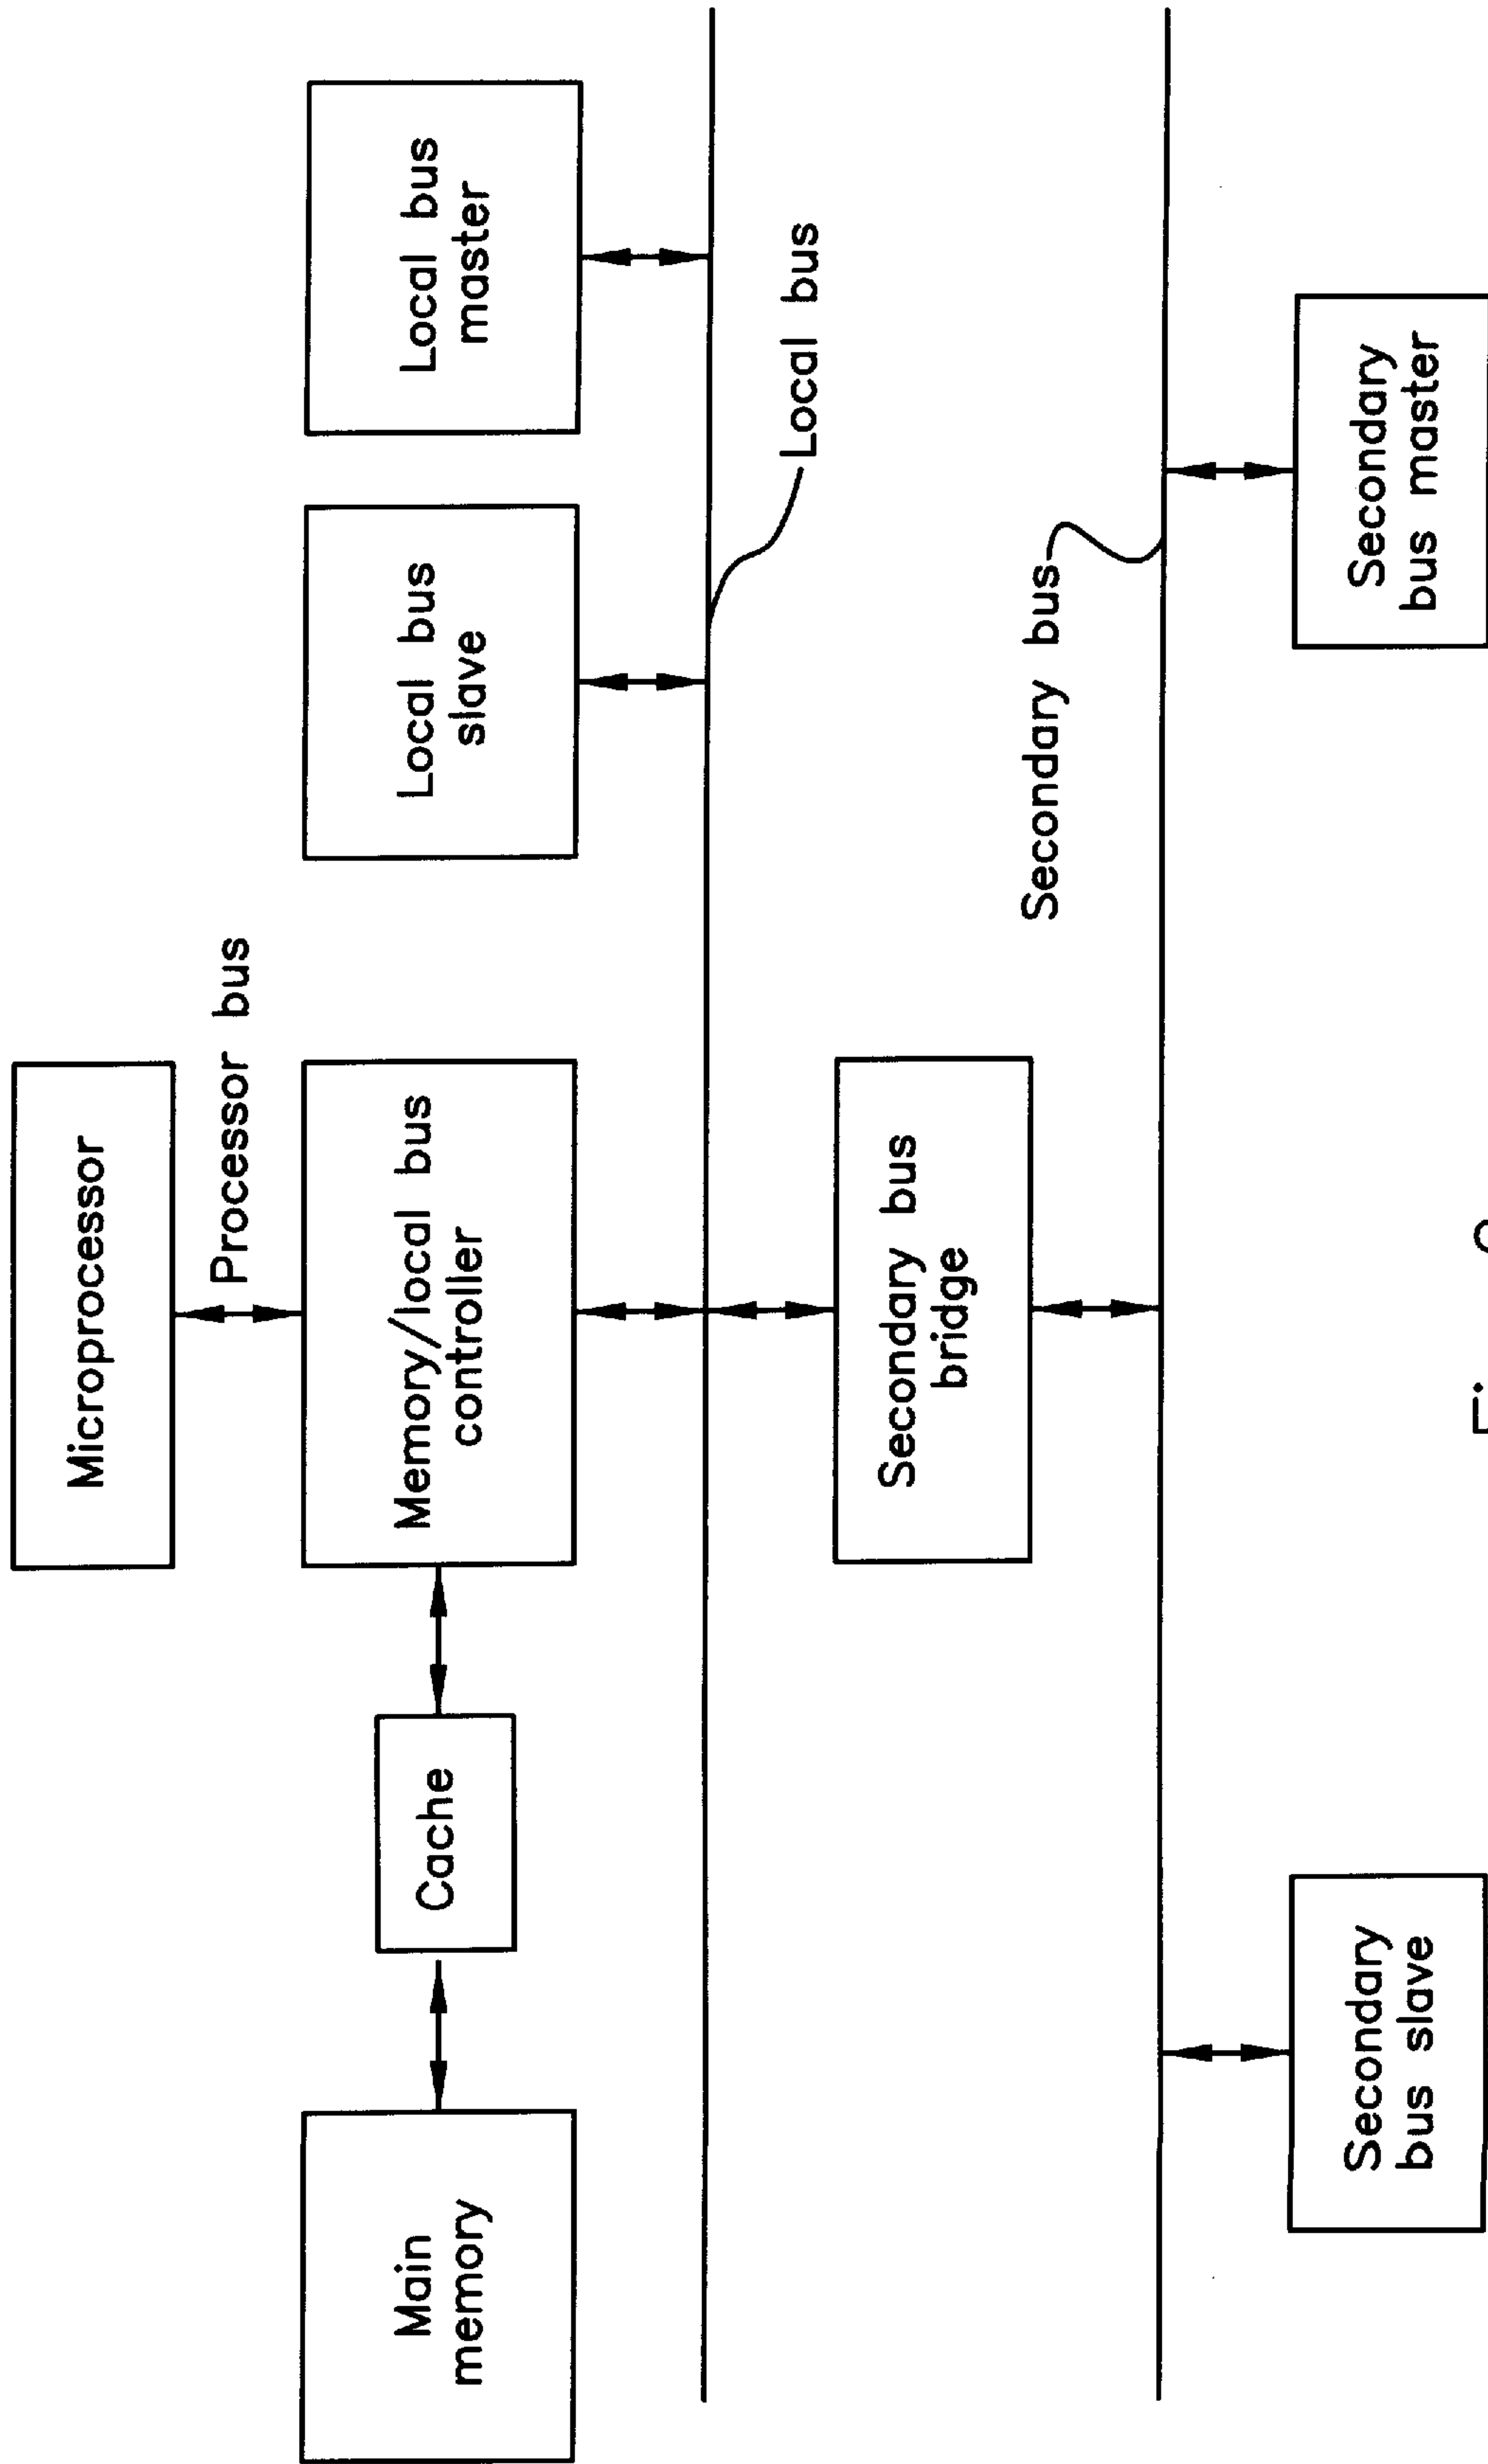 Microprocessor
Processor bus
Main
memory
Cache
Memory/local bus
controller
Local bus
slave
Local bus
master
Local bus
Secondary bus
bridge
Secondary bus
Secondary
bus slave
Secondary
bus master